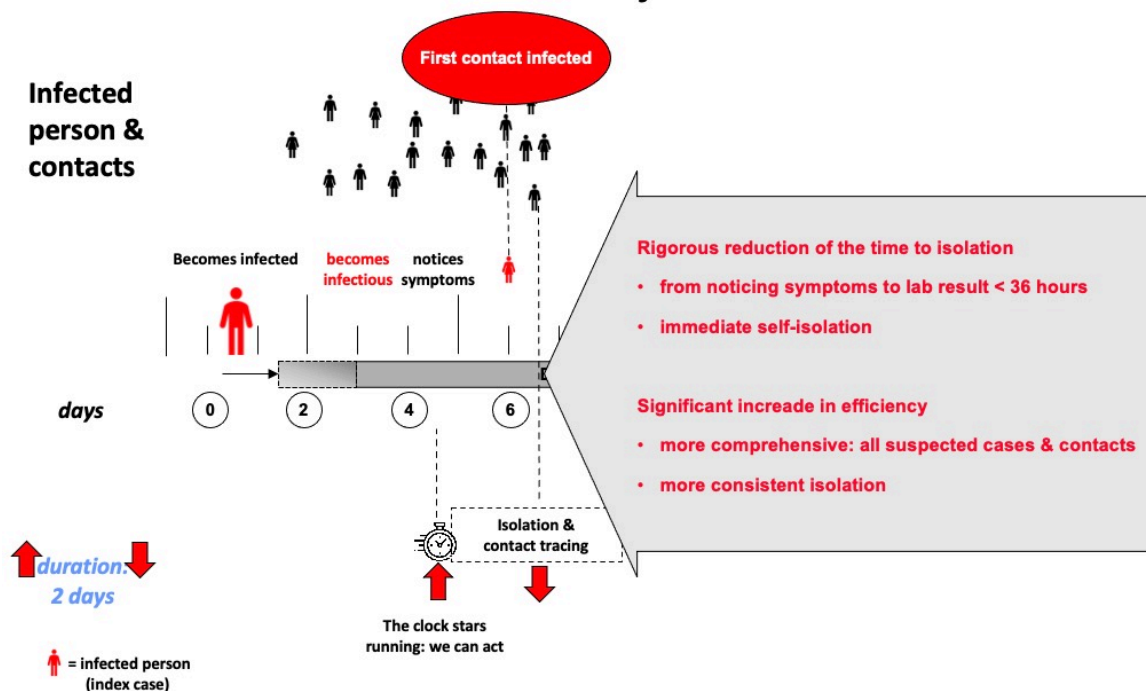 First contact infected
Infected
person &
contacts
Becomes infected
becomes
infectious
notices
symptoms
Rigorous reduction of the time to isolation
• from noticing symptoms to lab result < 36 hours
• immediate self-isolation
days
0
2
4
6
Significant increade in efficiency
• more comprehensive: all suspected cases & contacts
• more consistent isolation
Isolation &
contact tracing
duration:
2 days
The clock stars
running: we can act
= infected person
(index case)